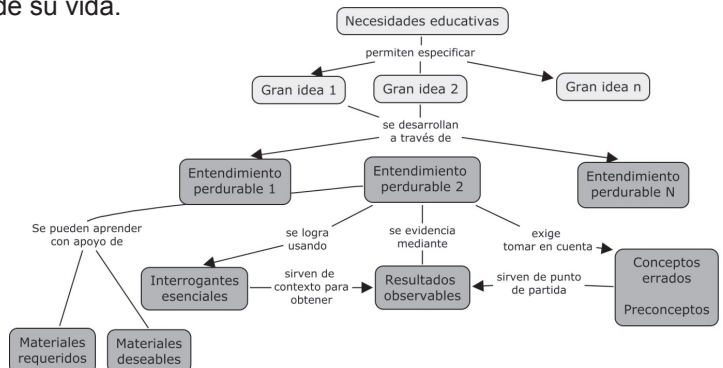 de su vida.
Necesidades educativas
permiten especificar
Gran idea 1
Gran idea 2
Gran idea n
se desarrollan
a través de
Entendimiento
perdurable 1
Entendimiento
perdurable 2
Entendimiento
perdurable N
Se pueden aprender
con apoyo de
se logra
usando
se evidencia
mediante
exige
tomar en cuenta
Interrogantes
esenciales
sirven de
contexto para
obtener
Resultados
observables
sirven de punto
de partida
Conceptos
errados
Preconceptos
Materiales
requeridos
Materiales
deseables